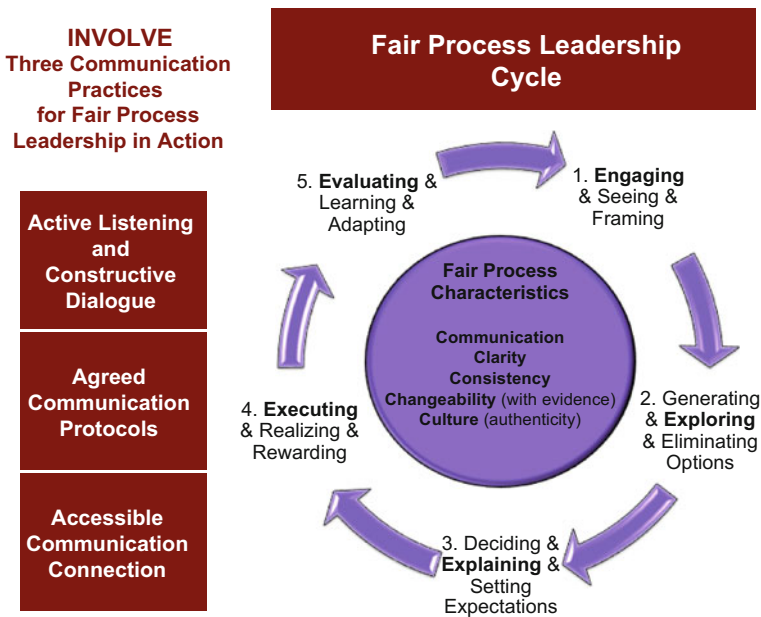 INVOLVE
Three Communication
Practices
for Fair Process
Leadership in Action
Active Listening
and
Constructive
Dialogue
Agreed
Communication
Protocols
Accessible
Communication
Connection
Fair Process Leadership
Cycle
1. Engaging
& Seeing &
Framing
2. Generating
& Exploring
& Eliminating
Options
3. Deciding &
Explaining &
Setting
Expectations
4. Executing
& Realizing &
Rewarding
5. Evaluating &
Learning &
Adapting
Fair Process
Characteristics
Communication
Clarity
Consistency
Changeability (with evidence)
Culture (authenticity)